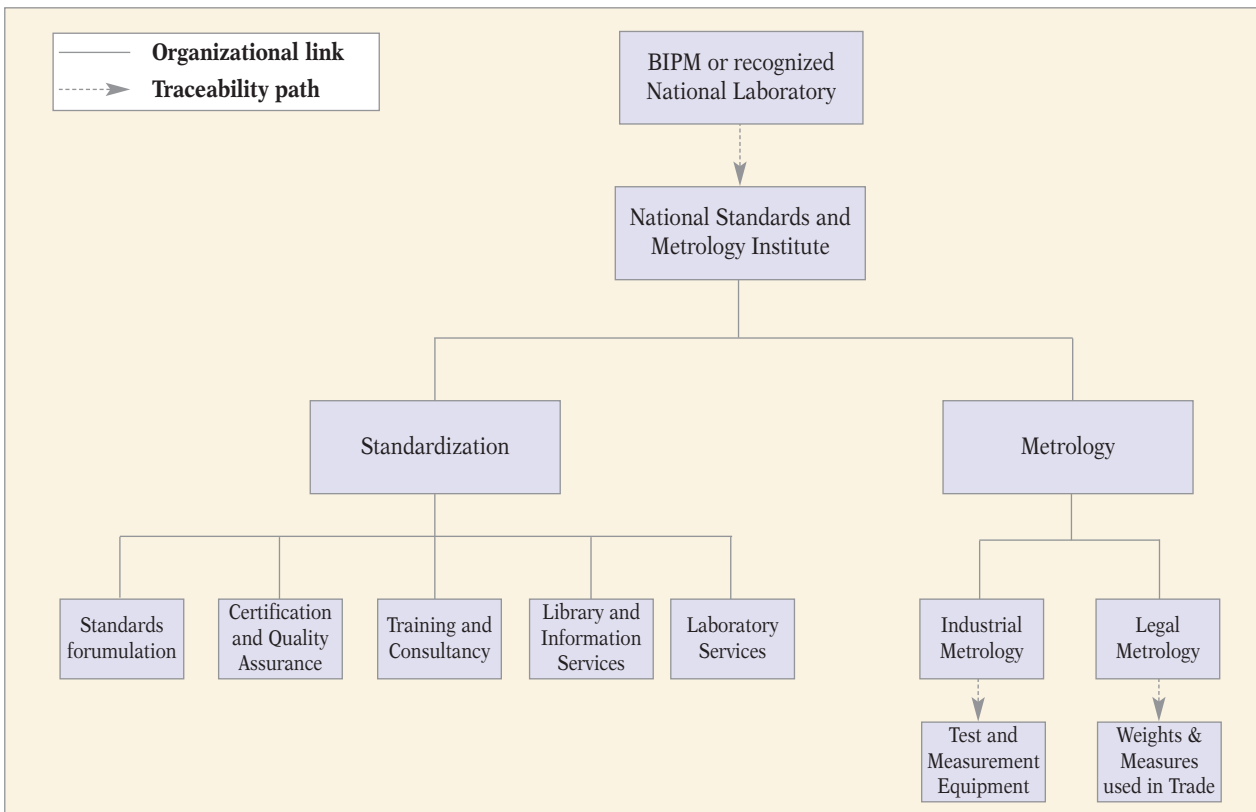 Organizational link
Traceability path
BIPM or recognized
National Laboratory
National Standards and
Metrology Institute
Standardization
Metrology
Standards
forumulation
Certification
and Quality
Assurance
Training and
Consultancy
Library and
Information
Services
Laboratory
Services
Industrial
Metrology
Legal
Metrology
Test and
Measurement
Equipment
Weights &
Measures
used in Trade